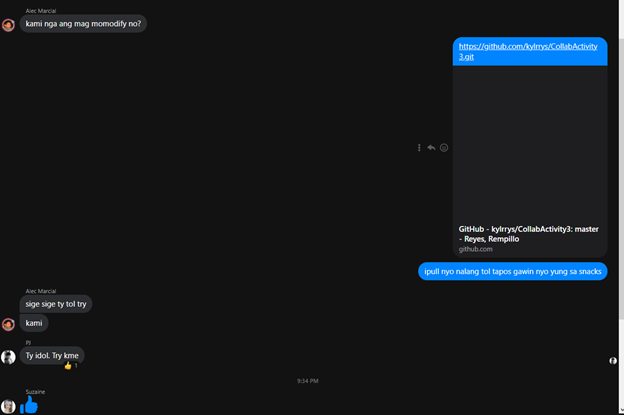 Alec Marcial
kami nga ang mag momodify no?
https://github.com/kylrrys/CollabActivity
3.git
GitHub - kylrrys/CollabActivity3: master
- Reyes, Rempillo
github.com
ipull nyo nalang tol tapos gawin nyo yung sa snacks
Alec Marcial
sige sige ty tol try
kami
PJ
Ty idol. Try kme
1
9:34 PM
Suzaine